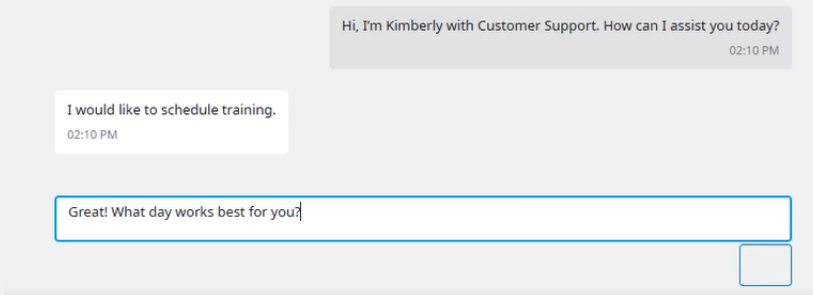 Hi, I'm Kimberly with Customer Support. How can I assist you today?
02:10 PM
I would like to schedule training.
02:10 PM
Great! What day works best for you?